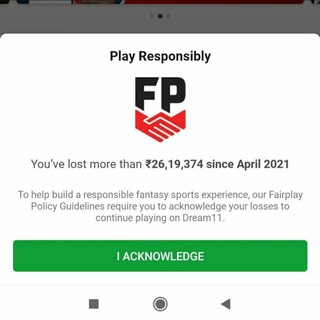 Play Responsibly
FP
You've lost more than ₹26,19,374 since April 2021
To help build a responsible fantasy sports experience, our Fairplay
Policy Guidelines require you to acknowledge your losses to
continue playing on Dream11.
I ACKNOWLEDGE